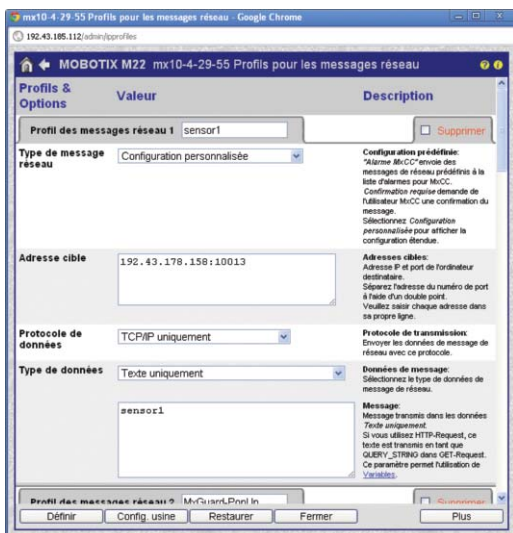 mx10-4-29-55 Profils pour les messages réseau - Google Chrome
192.43.185.112/admin/ipprofiles
MOBOTIX M22 mx10-4-29-55 Profils pour les messages réseau
Profils & Options Valeur Description
Profil des messages réseau 1 sensor1 Supprimer
Type de message réseau
Configuration personnalisée
Configuration prédéfinie:
"Alarme MxCC" envoie des
messages de réseau prédéfinis à la
liste d'alarmes pour MxCC.
Confirmation requise demande de
l'utilisateur MxCC une confirmation du
message.
Sélectionnez Configuration
personnalisée pour afficher la
configuration étendue.
Adresse cible
192.43.178.158:10013
Adresses cibles:
Adresse IP et port de l'ordinateur
destinataire.
Séparez l'adresse du numéro de port
à l'aide d'un double point.
Veuillez saisir chaque adresse dans
sa propre ligne.
Protocole de
données
TCP/IP uniquement
Protocole de transmission:
Envoyer les données de message de
réseau avec ce protocole.
Type de données
Texte uniquement
Données de message:
Sélectionnez le type de données de
message de réseau.
sensor1
Message:
Message transmis dans les données
Texte uniquement.
Si vous utilisez HTTP-Request, ce
texte est transmis en tant que
QUERY_STRING dans GET-Request.
Ce paramètre permet l'utilisation de
Variables.
Profil des messages réseau 2 MxGuard-PopUp Supprimer
Définir Config. usine Restaurer Fermer Plus